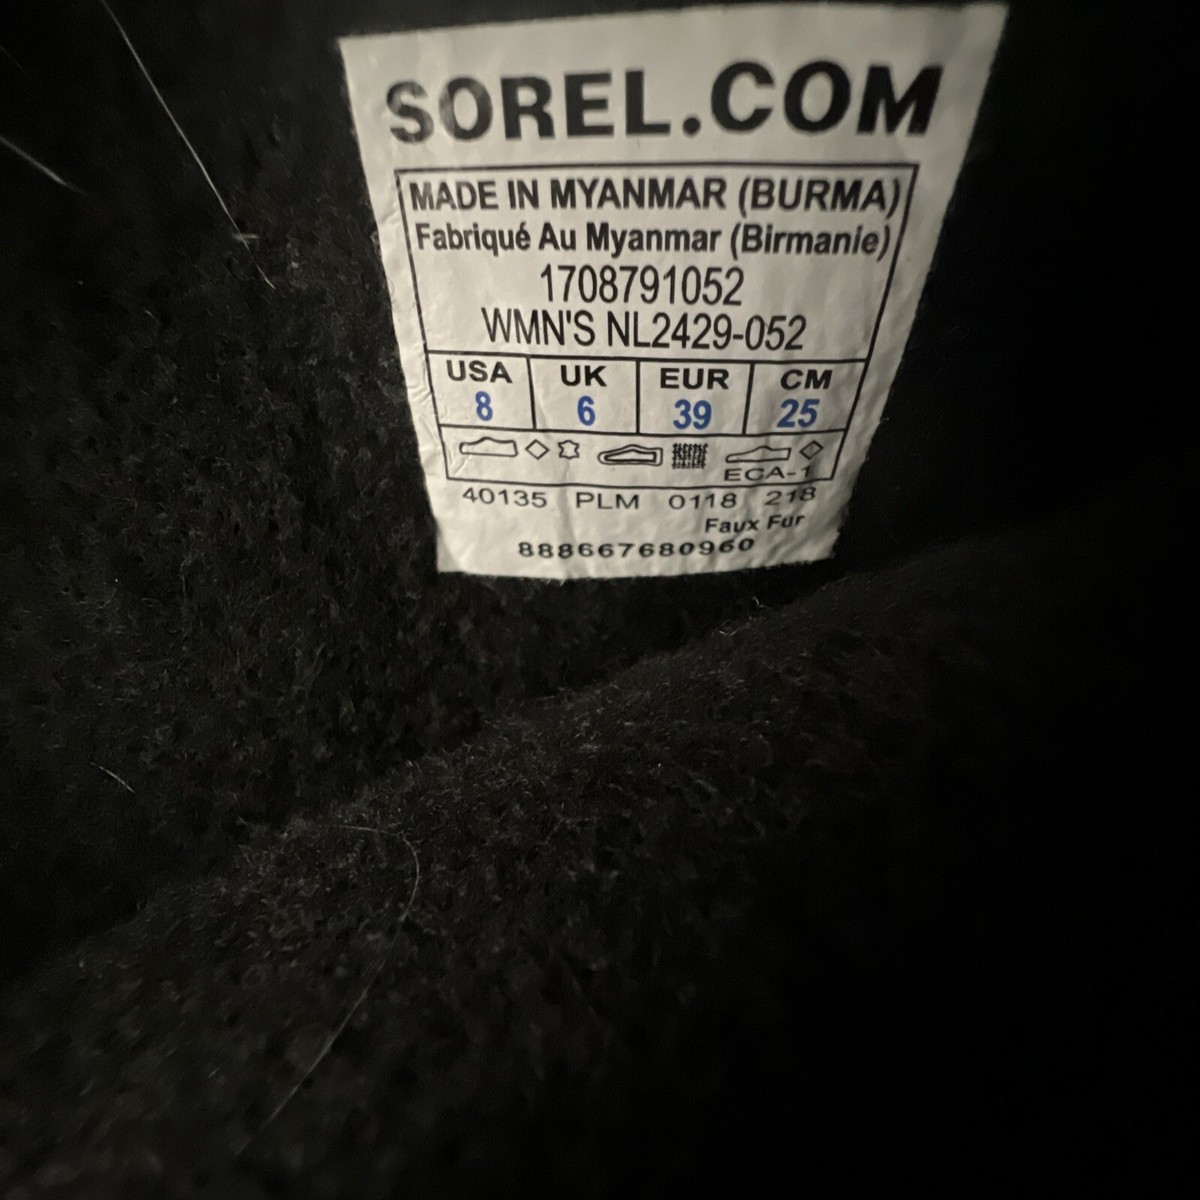 SOREL.COM
MADE IN MYANMAR (BURMA)
Fabriqué Au Myanmar (Birmanie)
1708791052
WMN'S NL2429-052
USA UK EUR CM
8 6 39 25
ECA-1
40135 PLM 0118 218
Faux Fur
888667680960